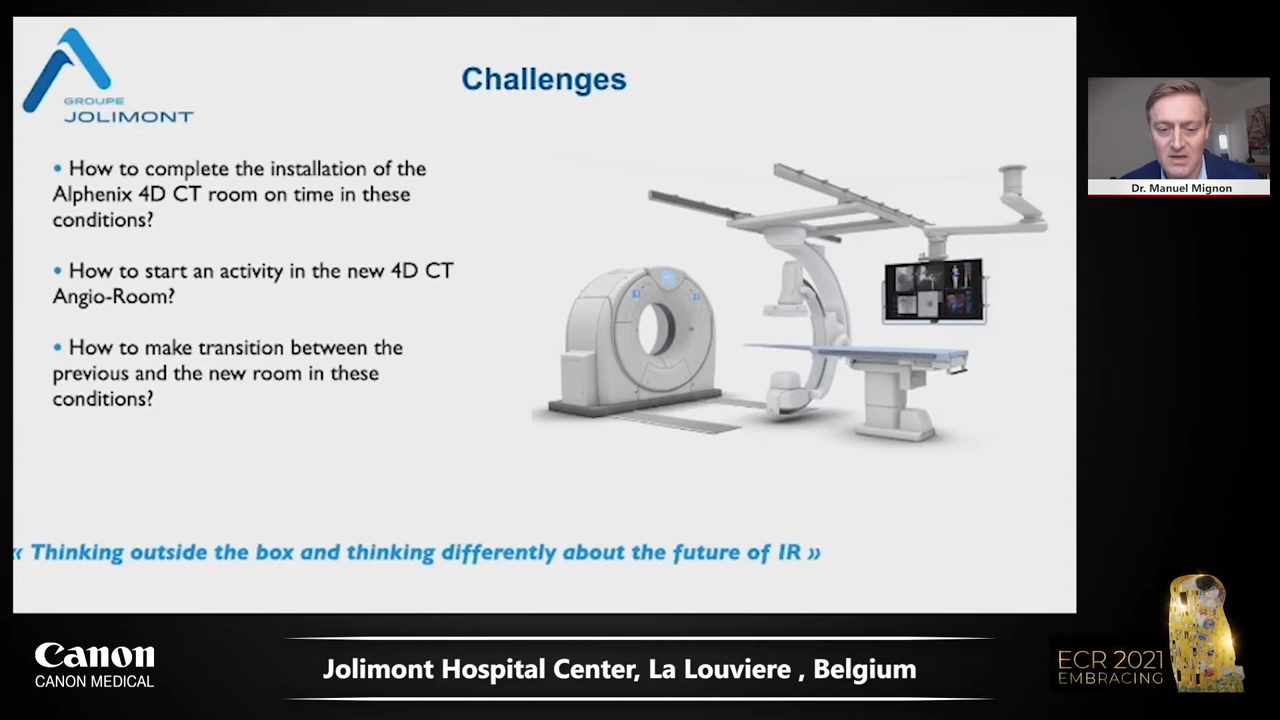 GROUPE
JOLIMONT
Challenges
• How to complete the installation of the
Alphenix 4D CT room on time in these
conditions?
• How to start an activity in the new 4D CT
Angio-Room?
• How to make transition between the
previous and the new room in these
conditions?
« Thinking outside the box and thinking differently about the future of IR »
Dr. Manuel Mignon
Canon
CANON MEDICAL
Jolimont Hospital Center, La Louviere , Belgium
ECR 2021
EMBRACING